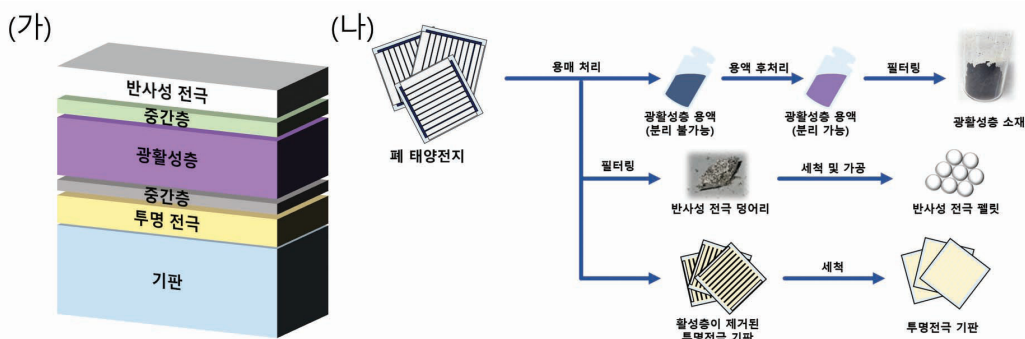 (가)
반사성 전극
중간층
광활성층
중간층
투명 전극
기판
(나)
폐 태양전지
용매 처리
광활성층 용액
(분리 불가능)
용액 후처리
광활성층 용액
(분리 가능)
필터링
광활성층 소재
필터링
반사성 전극 덩어리
세척 및 가공
반사성 전극 펠릿
활성층이 제거된
투명전극 기판
세척
투명전극 기판